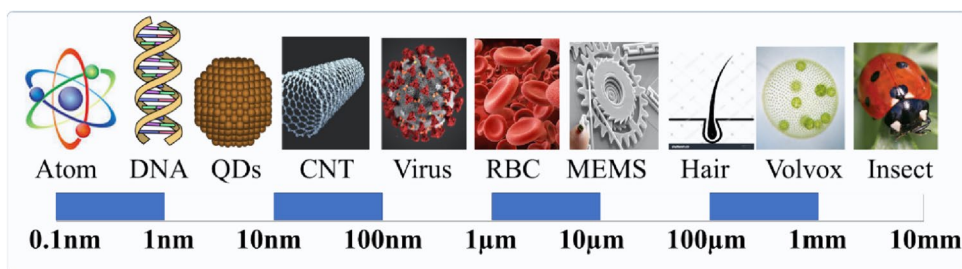 Atom DNA QDs CNT Virus RBC MEMS Hair Volvox Insect
0.1nm 1nm 10nm 100nm 1μm 10μm 100μm 1mm 10mm